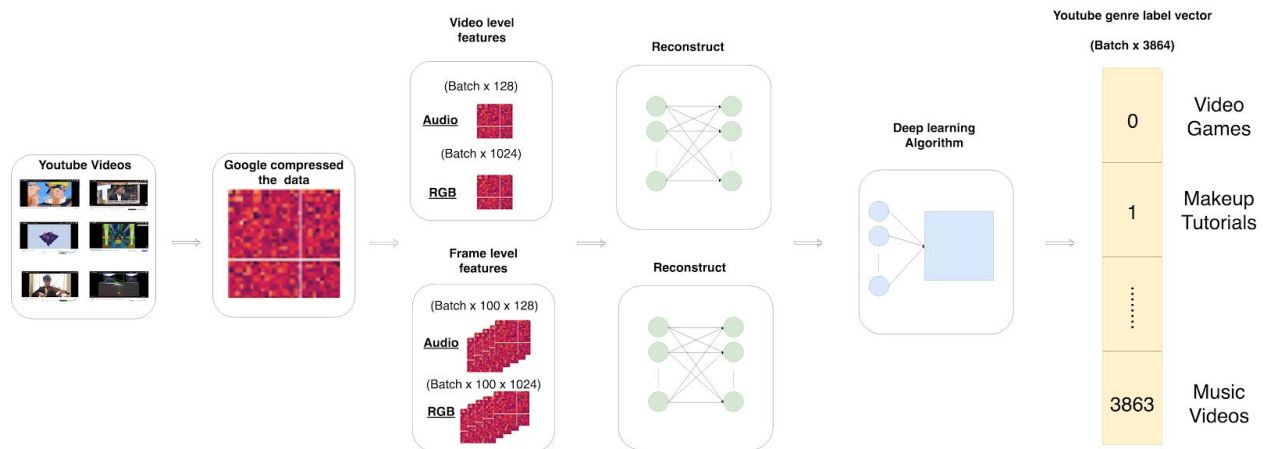 Youtube Videos
Google compressed
the data
Video level
features
(Batch x 128)
Audio
(Batch x 1024)
RGB
Frame level
features
(Batch x 100 x 128)
Audio
(Batch x 100 x 1024)
RGB
Reconstruct
Reconstruct
Deep learning
Algorithm
Youtube genre label vector
(Batch x 3864)
0
Video
Games
1
Makeup
Tutorials
........
3863
Music
Videos